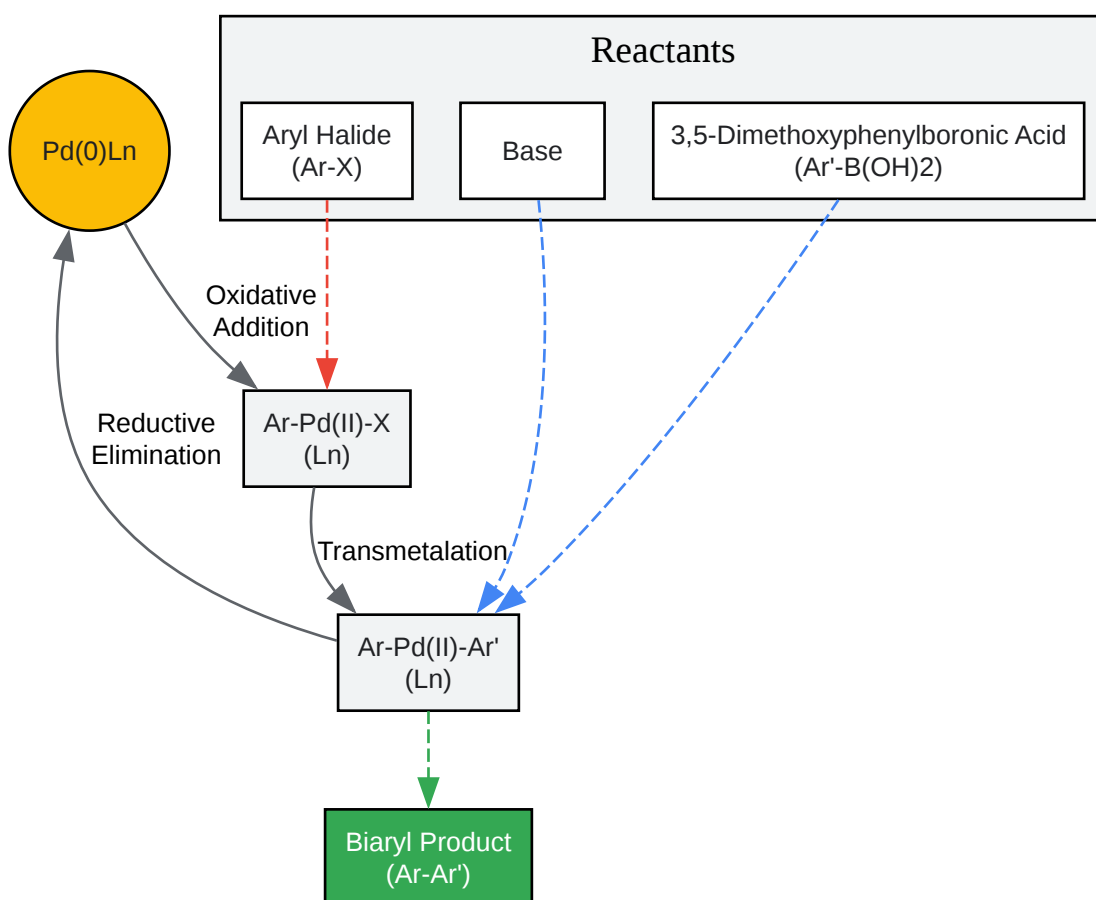 Reactants
Pd(0)Ln
Aryl Halide
(Ar-X)
Base
3,5-Dimethoxyphenylboronic Acid
(Ar'-B(OH)2)
Oxidative
Addition
Reductive
Elimination
Ar-Pd(II)-X
(Ln)
Transmetalation
Ar-Pd(II)-Ar'
(Ln)
Biaryl Product
(Ar-Ar')